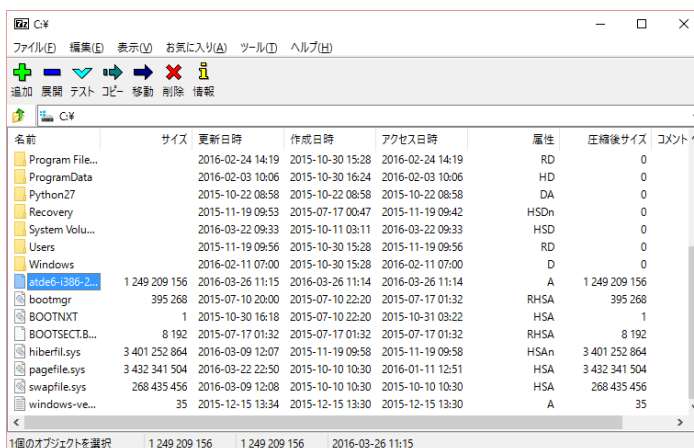 C:¥
ファイル(F) 編集(E) 表示(V) お気に入り(A) ツール(T) ヘルプ(H)
追加 展開 テスト コピー 移動 削除 情報
C:¥
名前 サイズ 更新日時 作成日時 アクセス日時 属性 圧縮後サイズ コメント
Program File... 2016-02-24 14:19 2015-10-30 15:28 2016-02-24 14:19 RD 0
ProgramData 2016-02-03 10:06 2015-10-30 16:24 2016-02-03 10:06 HD 0
Python27 2015-10-22 08:58 2015-10-22 08:58 2015-10-22 08:58 DA 0
Recovery 2015-11-19 09:53 2015-07-17 00:47 2015-11-19 09:42 HSDn 0
System Volu... 2016-03-22 09:33 2015-10-11 03:11 2016-03-22 09:33 HSD 0
Users 2015-11-19 09:56 2015-10-30 15:28 2015-11-19 09:56 RD 0
Windows 2016-02-11 07:00 2015-10-30 15:28 2016-02-11 07:00 D 0
atde6-i386-2... 1 249 209 156 2016-03-26 11:15 2016-03-26 11:14 2016-03-26 11:14 A 1 249 209 156
bootmgr 395 268 2015-07-10 20:00 2015-07-10 22:20 2015-07-17 01:32 RHSA 395 268
BOOTNXT 1 2015-10-30 16:18 2015-07-10 22:20 2015-10-31 03:22 HSA 1
BOOTSECT.B... 8 192 2015-07-17 01:32 2015-07-17 01:32 2015-07-17 01:32 RHSA 8 192
hiberfil.sys 3 401 252 864 2016-03-09 12:07 2015-11-19 09:58 2015-11-19 09:58 HSAn 3 401 252 864
pagefile.sys 3 432 341 504 2016-03-22 22:50 2015-10-10 10:30 2016-01-11 12:51 HSA 3 432 341 504
swapfile.sys 268 435 456 2016-03-09 12:08 2015-10-10 10:30 2015-10-10 10:30 HSA 268 435 456
windows-ve... 35 2015-12-15 13:34 2015-12-15 13:30 2015-12-15 13:30 A 35
1個のオブジェクトを選択 1 249 209 156 1 249 209 156 2016-03-26 11:15